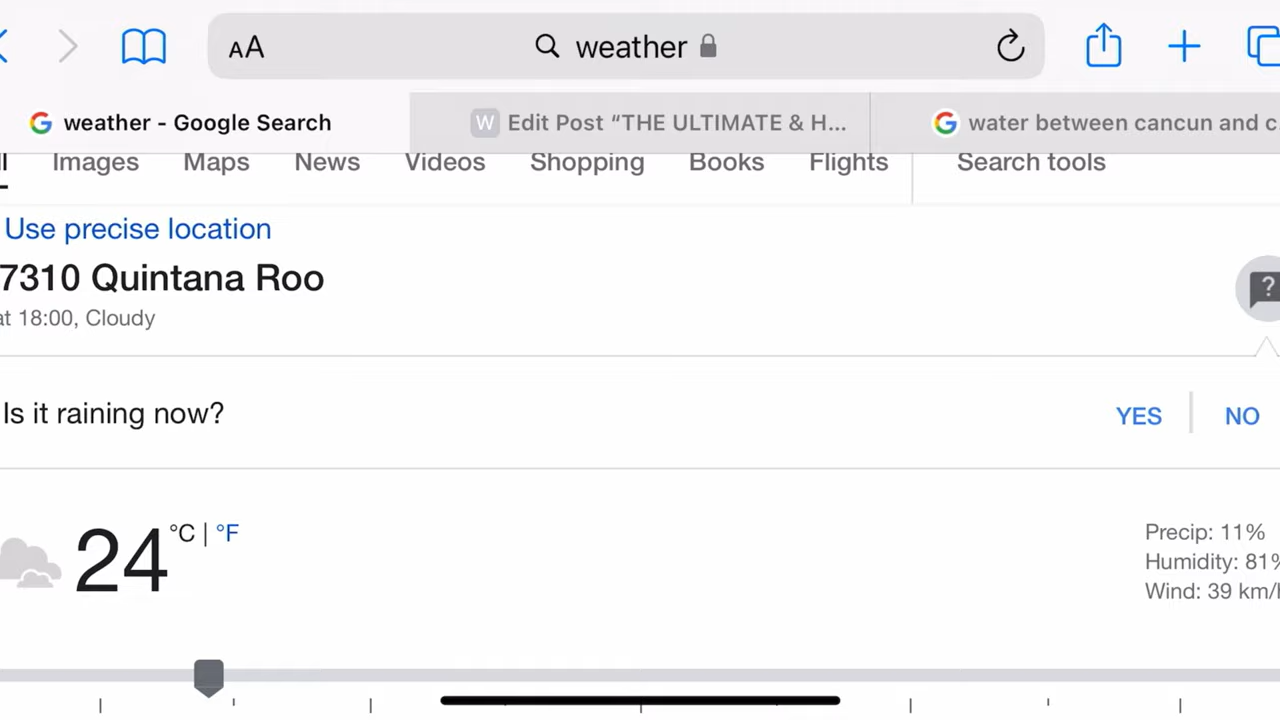 AA weather
weather - Google Search
W Edit Post “THE ULTIMATE & H...
water between cancun and c
Images Maps News Videos Shopping Books Flights Search tools
Use precise location
7310 Quintana Roo
at 18:00, Cloudy
?
Is it raining now?
YES NO
24 °C | °F
Precip: 11%
Humidity: 81%
Wind: 39 km/h